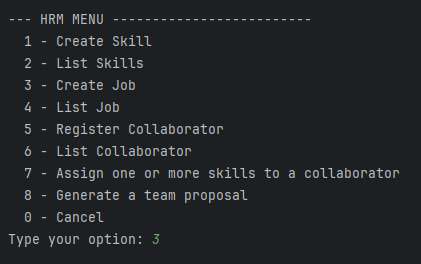 --- HRM MENU -------------------------
1 - Create Skill
2 - List Skills
3 - Create Job
4 - List Job
5 - Register Collaborator
6 - List Collaborator
7 - Assign one or more skills to a collaborator
8 - Generate a team proposal
0 - Cancel
Type your option: 3